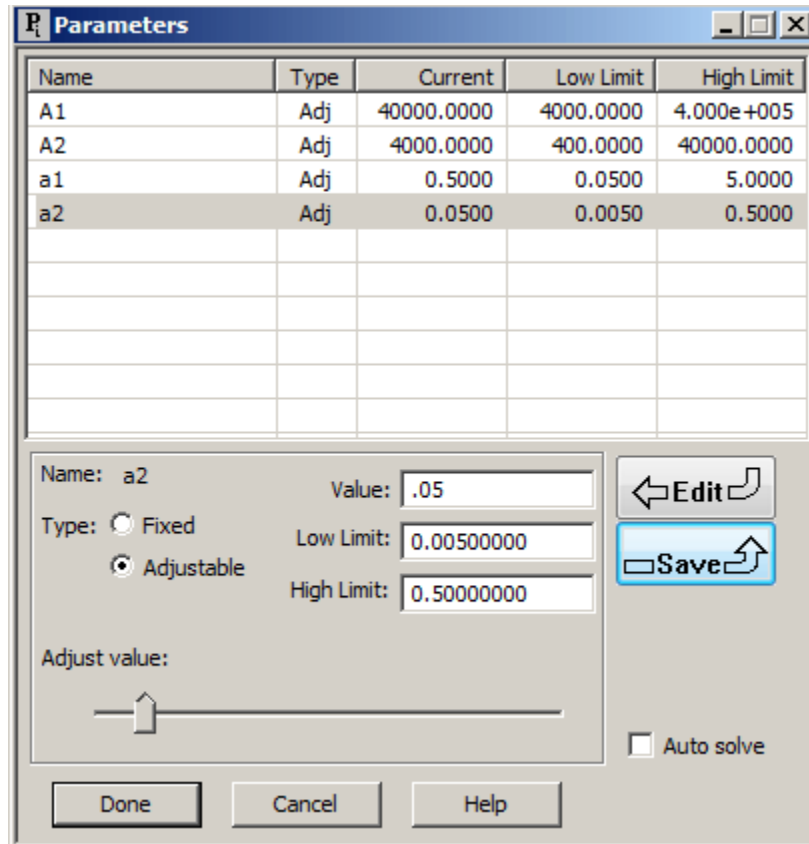 Pi Parameters
Name Type Current Low Limit High Limit
A1 Adj 40000.0000 4000.0000 4.000e+005
A2 Adj 4000.0000 400.0000 40000.0000
a1 Adj 0.5000 0.0500 5.0000
a2 Adj 0.0500 0.0050 0.5000
Name: a2
Value: .05
Edit
Type: Fixed
Low Limit: 0.00500000
Adjustable
Save
High Limit: 0.50000000
Adjust value:
Auto solve
Done Cancel Help